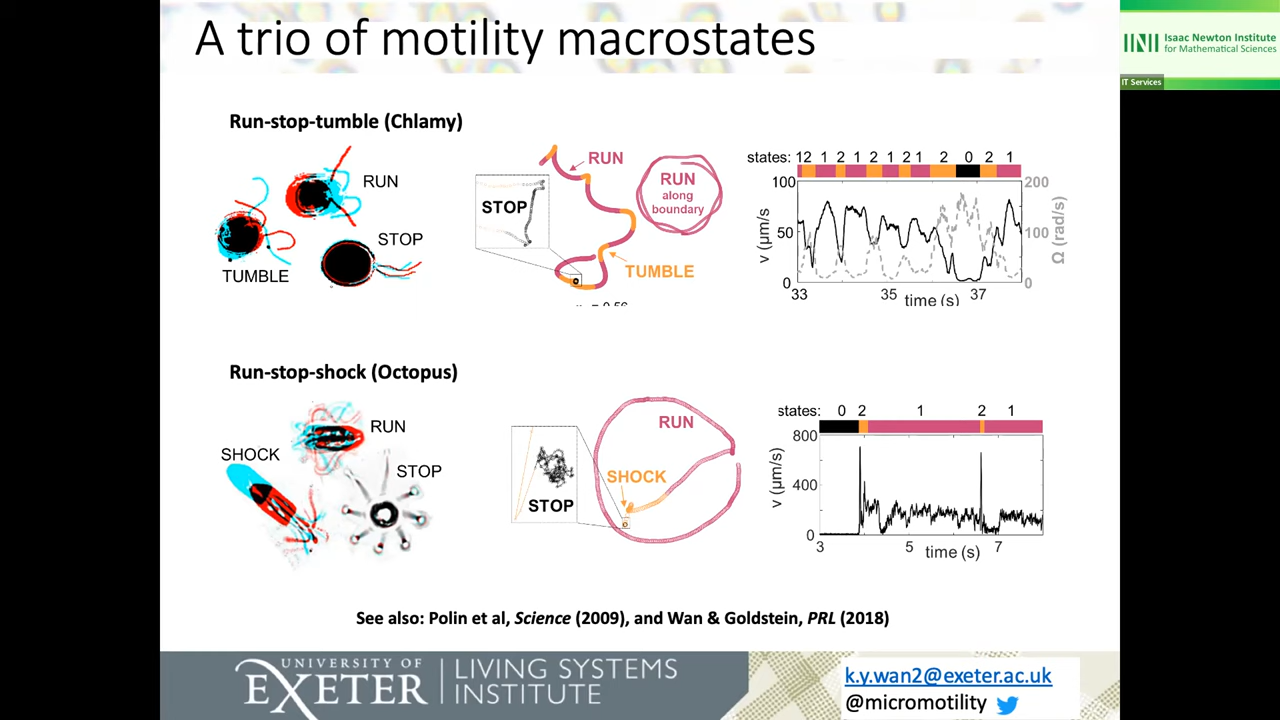 A trio of motility macrostates
Isaac Newton Institute
for Mathematical Sciences
IT Services
Run-stop-tumble (Chlamy)
RUN
STOP
TUMBLE
RUN
STOP
TUMBLE
RUN
along
boundary
states: 12 1 2 1 2 1 21 2 0 2 1
100
50
0
v (μm/s)
200
100
0
Ω (rad/s)
33 35 37
time (s)
Run-stop-shock (Octopus)
RUN
SHOCK
STOP
RUN
SHOCK
STOP
states: 0 2 1 2 1
800
400
0
v (μm/s)
3 5 7
time (s)
See also: Polin et al, Science (2009), and Wan & Goldstein, PRL (2018)
UNIVERSITY OF
EXETER
LIVING SYSTEMS
INSTITUTE
k.y.wan2@exeter.ac.uk
@micromotility